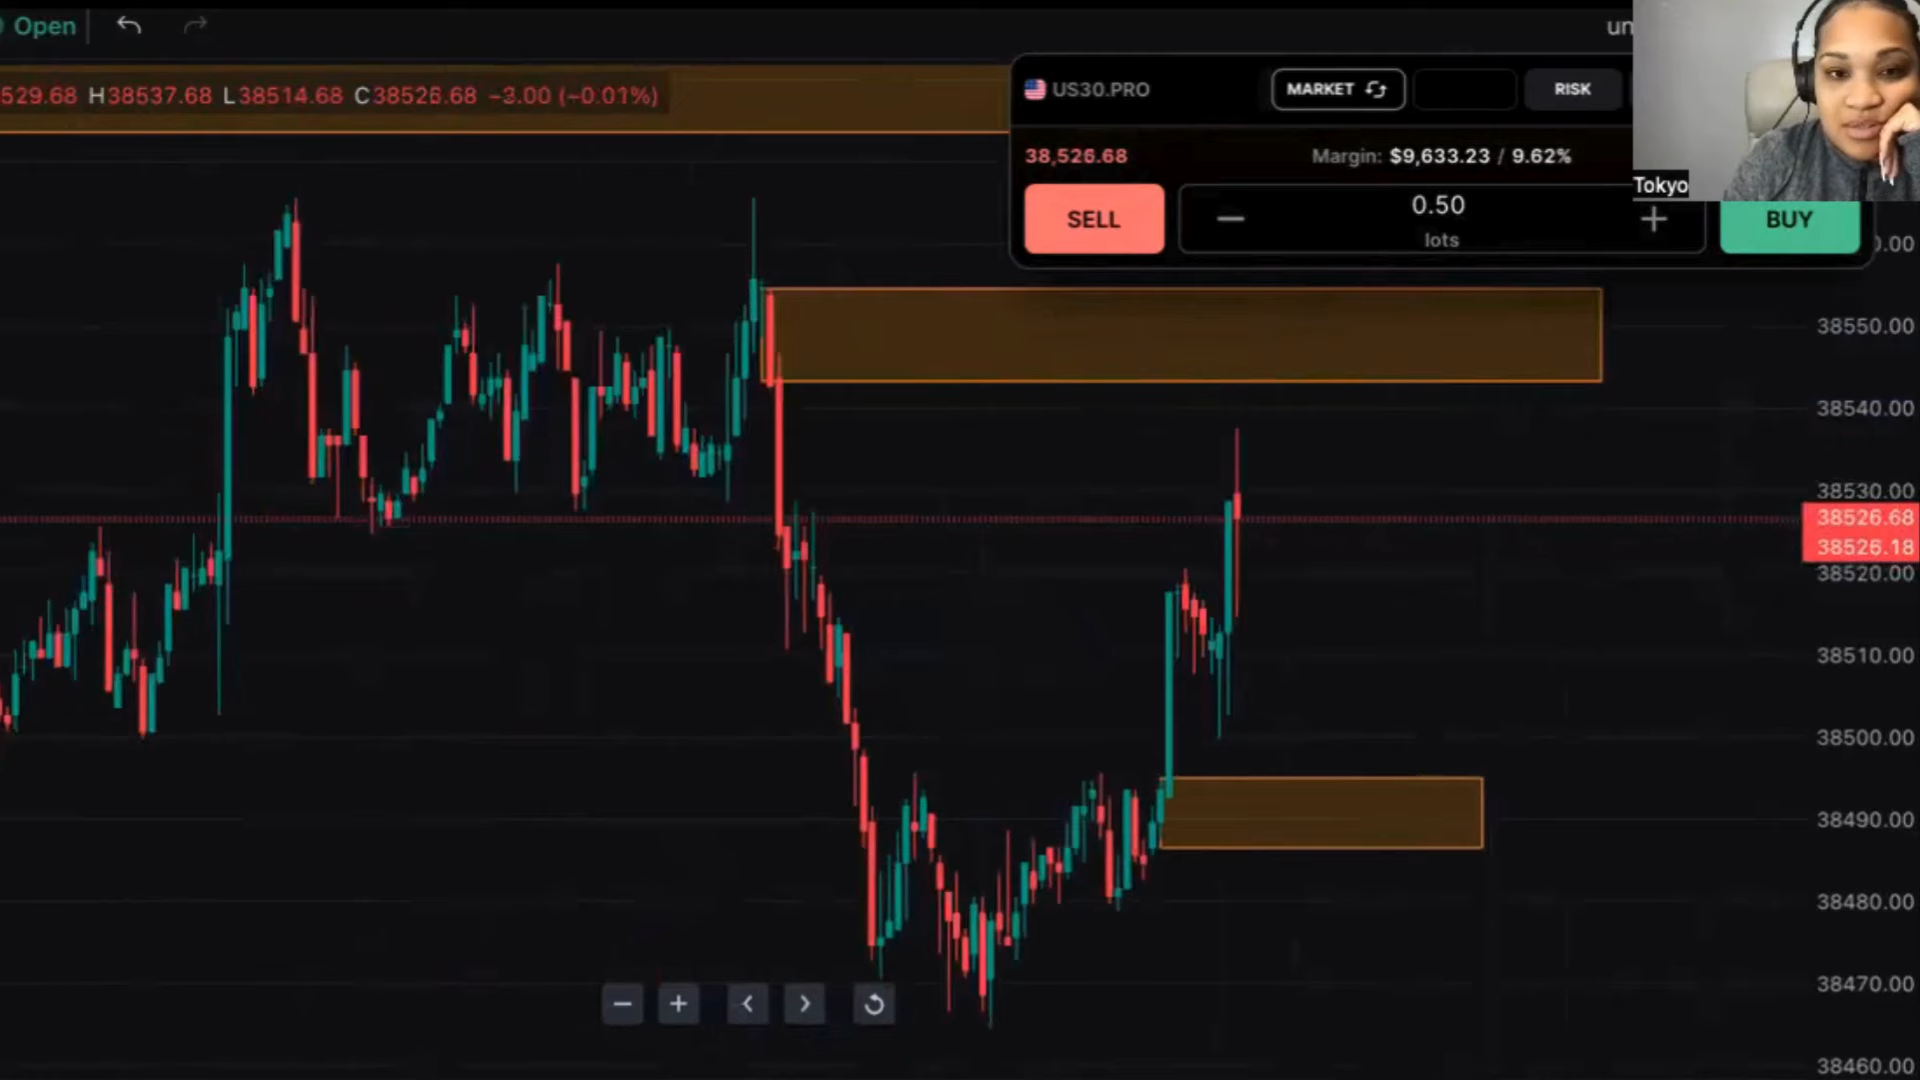 Open
un
529.68 H38537.68 L38514.68 C38526.68 −3.00 (−0.01%)
US30.PRO
MARKET
RISK
38,526.68
Margin: $9,633.23 / 9.62%
Tokyo
SELL
0.50
lots
BUY
0.00
38550.00
38540.00
38530.00
38526.68
38526.18
38520.00
38510.00
38500.00
38490.00
38480.00
38470.00
38460.00